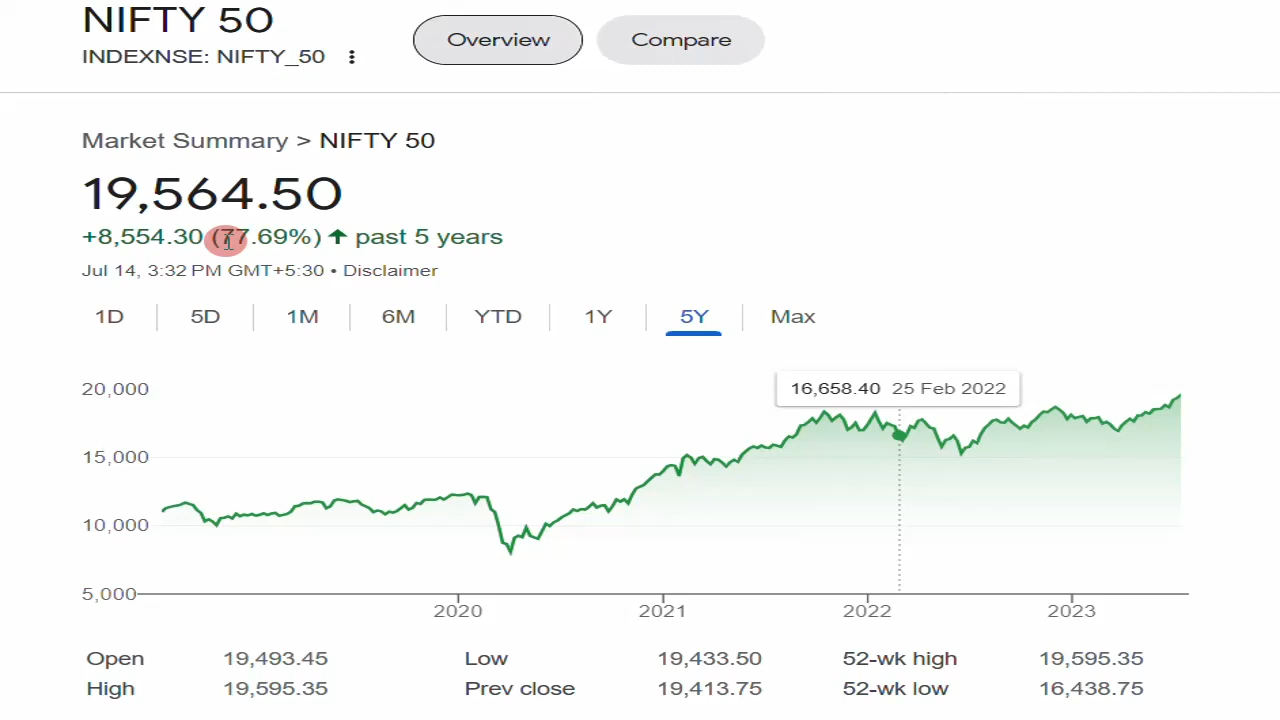 NIFTY 50
INDEXNSE: NIFTY_50
Overview
Compare
Market Summary > NIFTY 50
19,564.50
+8,554.30 (77.69%) ↑ past 5 years
Jul 14, 3:32 PM GMT+5:30 • Disclaimer
1D 5D 1M 6M YTD 1Y 5Y Max
16,658.40 25 Feb 2022
20,000
15,000
10,000
5,000
2020 2021 2022 2023
Open 19,493.45 Low 19,433.50 52-wk high 19,595.35
High 19,595.35 Prev close 19,413.75 52-wk low 16,438.75